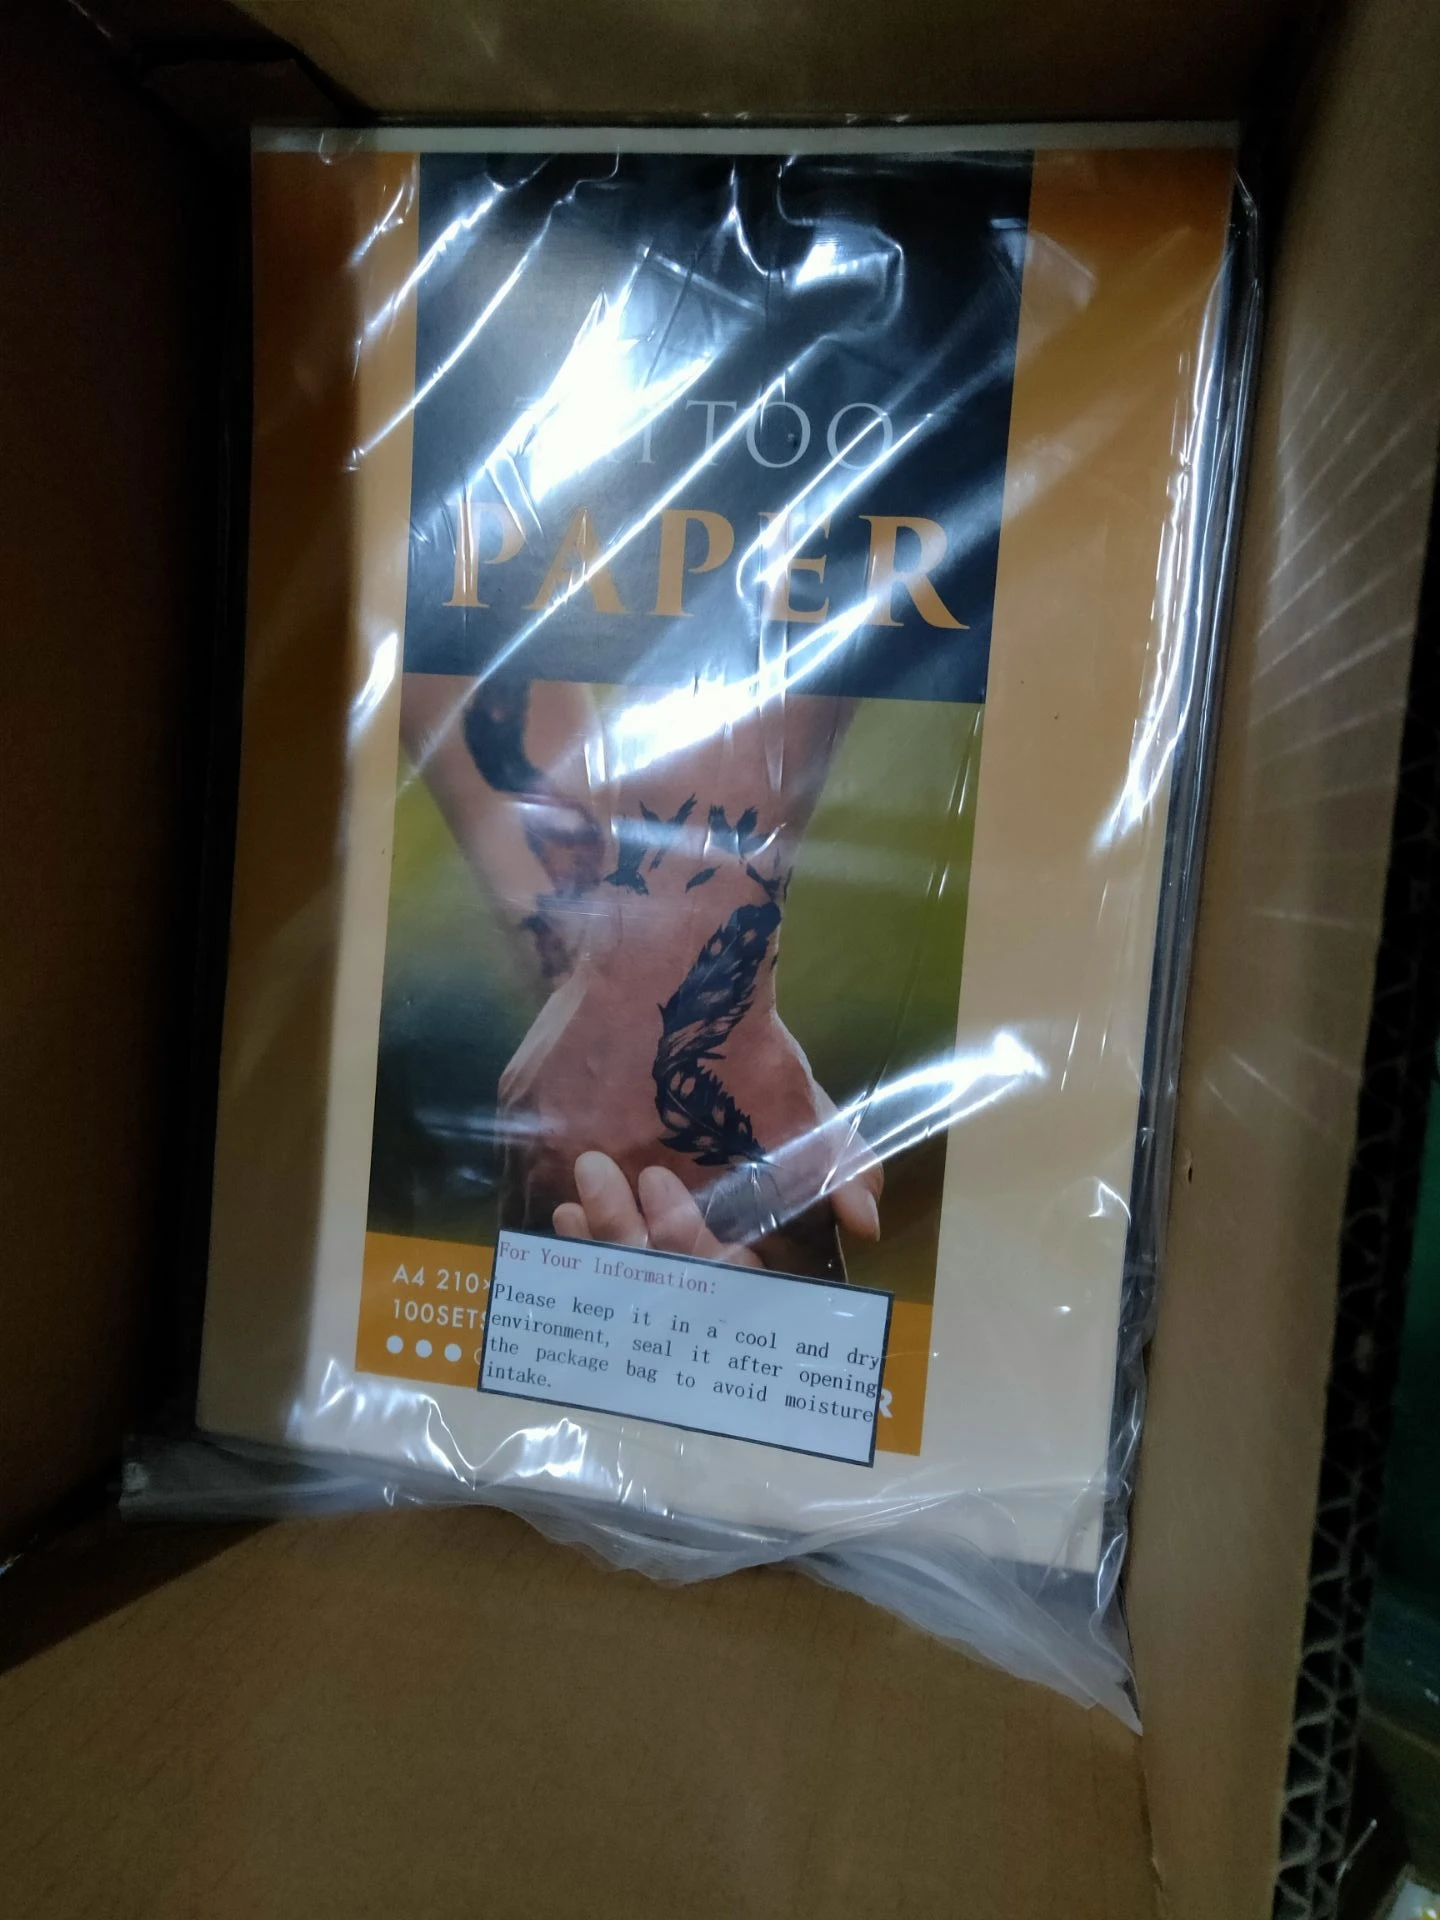 TATTOO
PAPER
A4 210×
100SETS
For Your Information:
Please keep it in a cool and dry
environment, seal it after opening
the package bag to avoid moisture
intake.
R